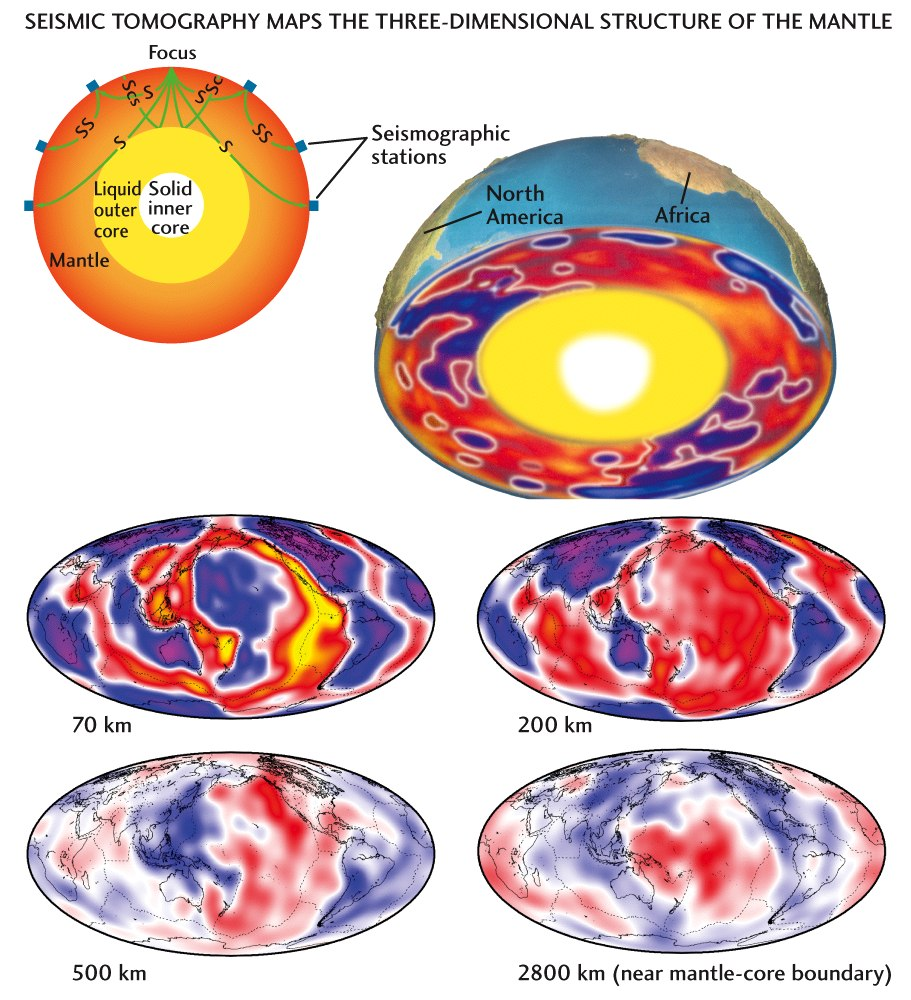 SEISMIC TOMOGRAPHY MAPS THE THREE-DIMENSIONAL STRUCTURE OF THE MANTLE
Focus
Scs
S
S
Sc
SS
SS
S
S
Seismographic
stations
Liquid
outer
core
Solid
inner
core
Mantle
North
America
Africa
70 km
200 km
500 km
2800 km (near mantle-core boundary)